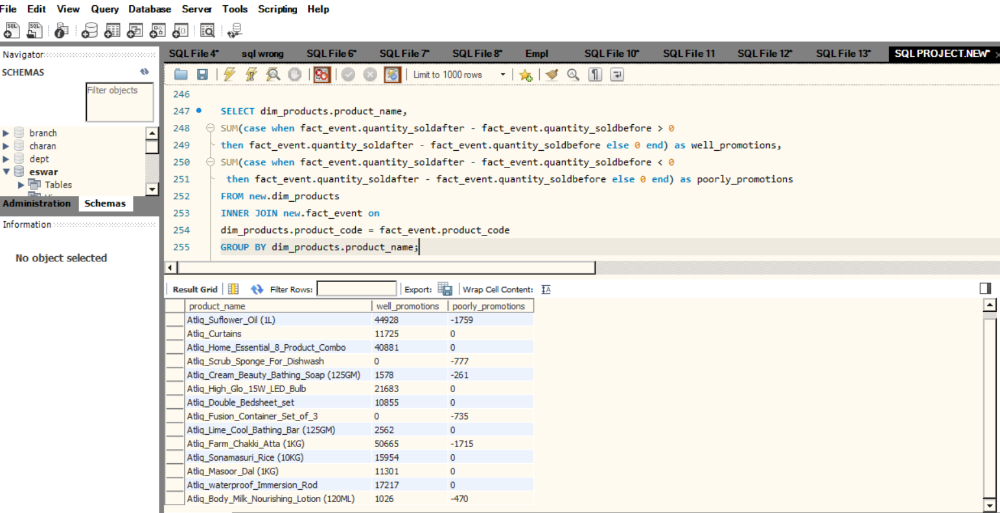 File Edit View Query Database Server Tools Scripting Help
SQL SQL
Navigator
SQL File 4* sql wrong SQL File 6* SQL File 7* SQL File 8* Empl SQL File 10* SQL File 11 SQL File 12* SQL File 13* SQL PROJECT.NEW*
SCHEMAS
Limit to 1000 rows
Filter objects
branch
charan
dept
eswar
Tables
Administration Schemas
Information
No object selected
246
247 SELECT dim_products.product_name,
248 SUM(case when fact_event.quantity_soldafter - fact_event.quantity_soldbefore > 0
249 then fact_event.quantity_soldafter - fact_event.quantity_soldbefore else 0 end) as well_promotions,
250 SUM(case when fact_event.quantity_soldafter - fact_event.quantity_soldbefore < 0
251 then fact_event.quantity_soldafter - fact_event.quantity_soldbefore else 0 end) as poorly_promotions
252 FROM new.dim_products
253 INNER JOIN new.fact_event on
254 dim_products.product_code = fact_event.product_code
255 GROUP BY dim_products.product_name;
Result Grid Filter Rows: Export: Wrap Cell Content:
product_name well_promotions poorly_promotions
Atliq_Suflower_Oil (1L) 44928 -1759
Atliq_Curtains 11725 0
Atliq_Home_Essential_8_Product_Combo 40881 0
Atliq_Scrub_Sponge_For_Dishwash 0 -777
Atliq_Cream_Beauty_Bathing_Soap (125GM) 1578 -261
Atliq_High_Glo_15W_LED_Bulb 21683 0
Atliq_Double_Bedsheet_set 10855 0
Atliq_Fusion_Container_Set_of_3 0 -735
Atliq_Lime_Cool_Bathing_Bar (125GM) 2562 0
Atliq_Farm_Chakki_Atta (1KG) 50665 -1715
Atliq_Sonamasuri_Rice (10KG) 15954 0
Atliq_Masoor_Dal (1KG) 11301 0
Atliq_waterproof_Immersion_Rod 17217 0
Atliq_Body_Milk_Nourishing_Lotion (120ML) 1026 -470